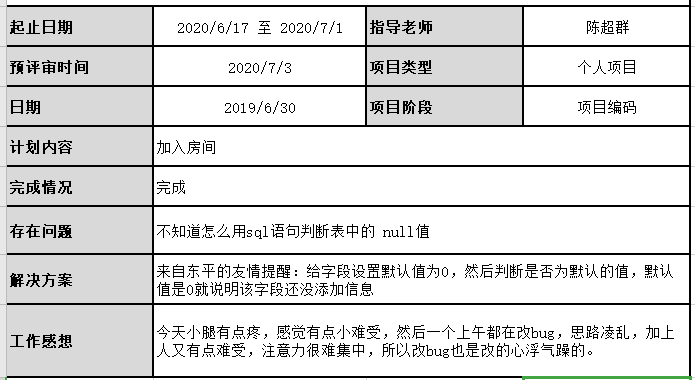 起止日期 2020/6/17 至 2020/7/1 指导老师 陈超群
预评审时间 2020/7/3 项目类型 个人项目
日期 2019/6/30 项目阶段 项目编码
计划内容 加入房间
完成情况 完成
存在问题 不知道怎么用sql语句判断表中的 null值
解决方案 来自东平的友情提醒：给字段设置默认值为0，然后判断是否为默认的值，默认
值是0就说明该字段还没添加信息
工作感想 今天小腿有点疼，感觉有点小难受，然后一个上午都在改bug，思路凌乱，加上
人又有点难受，注意力很难集中，所以改bug也是改的心浮气躁的。